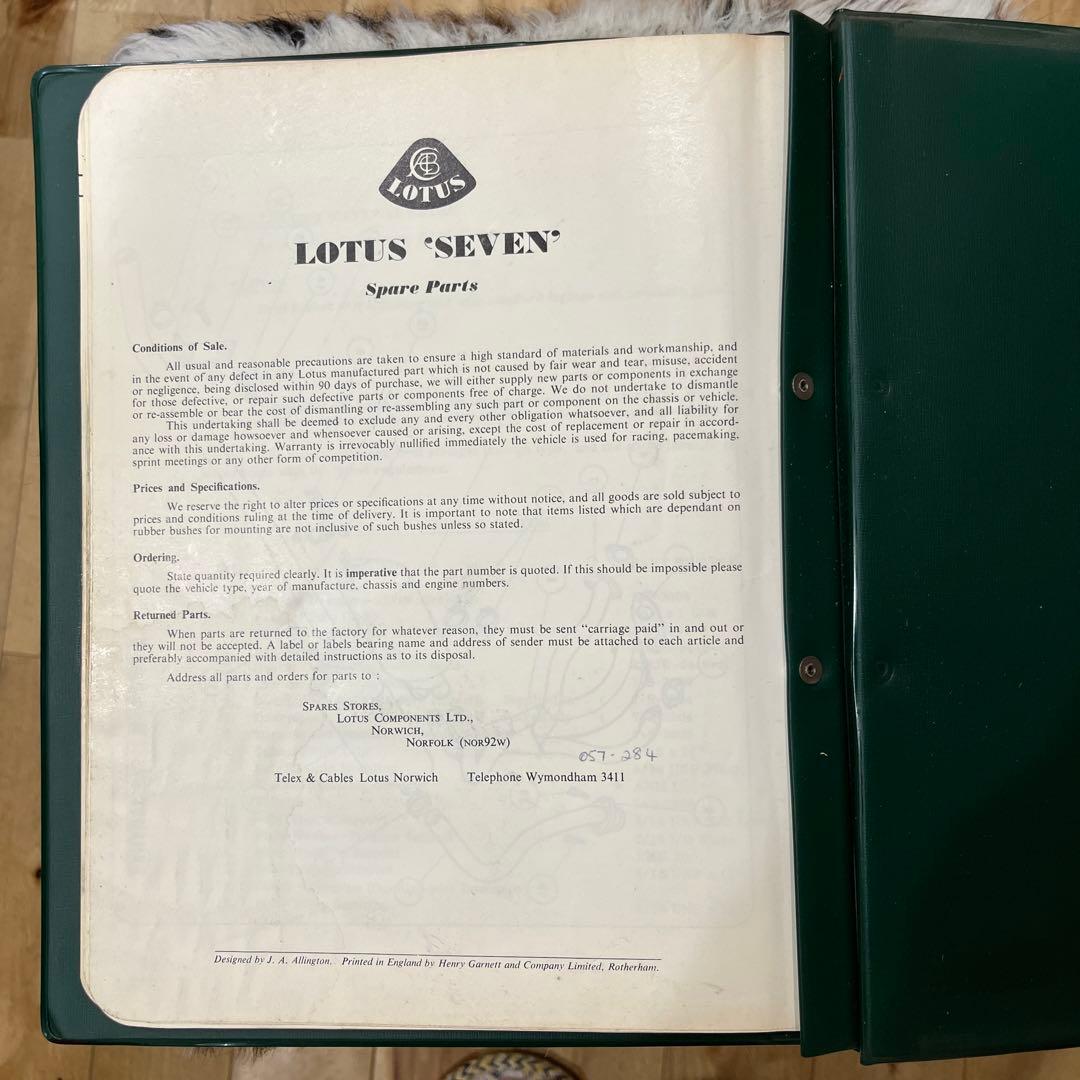 ACBC
LOTUS
LOTUS ‘SEVEN’
Spare Parts
Conditions of Sale.
All usual and reasonable precautions are taken to ensure a high standard of materials and workmanship, and
in the event of any defect in any Lotus manufactured part which is not caused by fair wear and tear, misuse, accident
or negligence, being disclosed within 90 days of purchase, we will either supply new parts or components in exchange
for those defective, or repair such defective parts or components free of charge. We do not undertake to dismantle
or re-assemble or bear the cost of dismantling or re-assembling any such part or component on the chassis or vehicle.
This undertaking shall be deemed to exclude any and every other obligation whatsoever, and all liability for
any loss or damage howsoever and whensoever caused or arising, except the cost of replacement or repair in accord-
ance with this undertaking. Warranty is irrevocably nullified immediately the vehicle is used for racing, pacemaking,
sprint meetings or any other form of competition.
Prices and Specifications.
We reserve the right to alter prices or specifications at any time without notice, and all goods are sold subject to
prices and conditions ruling at the time of delivery. It is important to note that items listed which are dependant on
rubber bushes for mounting are not inclusive of such bushes unless so stated.
Ordering.
State quantity required clearly. It is imperative that the part number is quoted. If this should be impossible please
quote the vehicle type, year of manufacture, chassis and engine numbers.
Returned Parts.
When parts are returned to the factory for whatever reason, they must be sent “carriage paid” in and out or
they will not be accepted. A label or labels bearing name and address of sender must be attached to each article and
preferably accompanied with detailed instructions as to its disposal.
Address all parts and orders for parts to :
SPARES STORES,
LOTUS COMPONENTS LTD.,
NORWICH,
NORFOLK (NOR92W)
057-284
Telex & Cables Lotus Norwich Telephone Wymondham 3411
Designed by J. A. Allington. Printed in England by Henry Garnett and Company Limited, Rotherham.